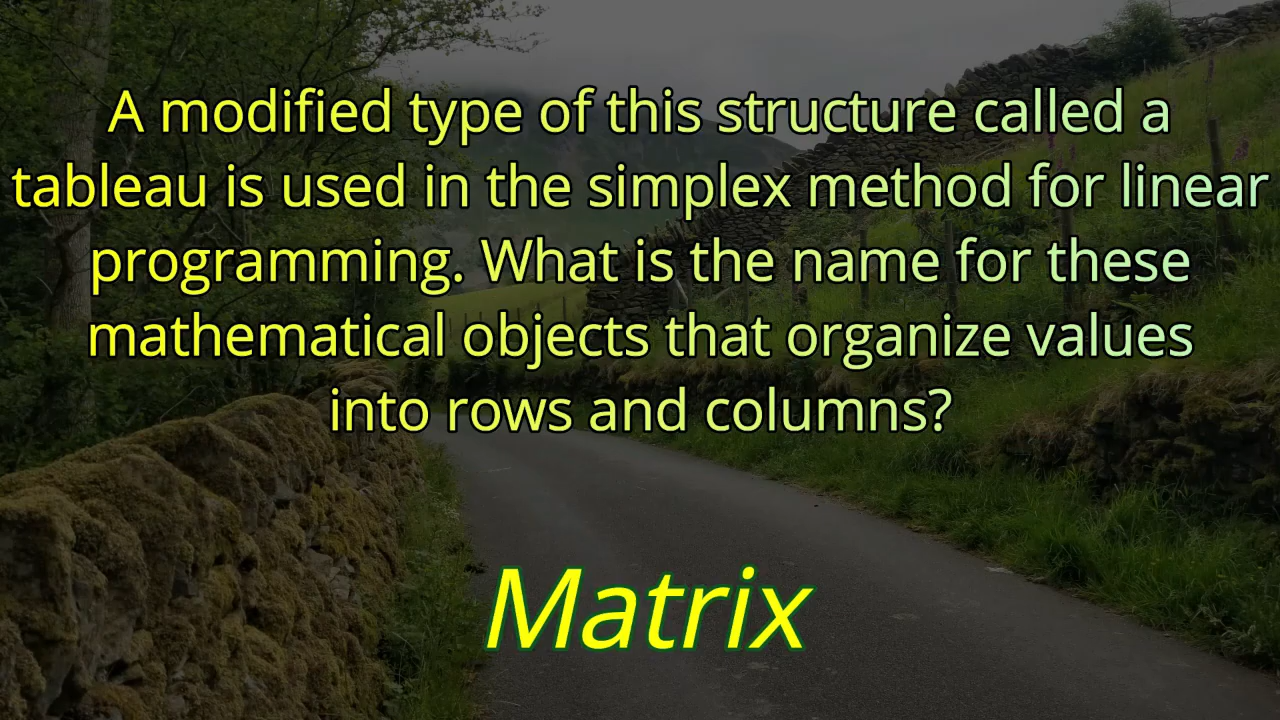 A modified type of this structure called a
tableau is used in the simplex method for linear
programming. What is the name for these
mathematical objects that organize values
into rows and columns?
Matrix